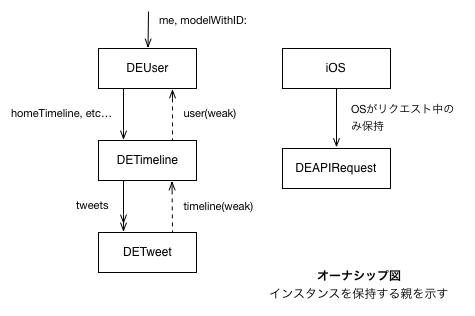 me, modelWithID:
DEUser
iOS
homeTimeline, etc...
user(weak)
OSがリクエスト中の
み保持
DETimeline
DEAPIRequest
tweets
timeline(weak)
DETweet
オーナシップ図
インスタンスを保持する親を示す